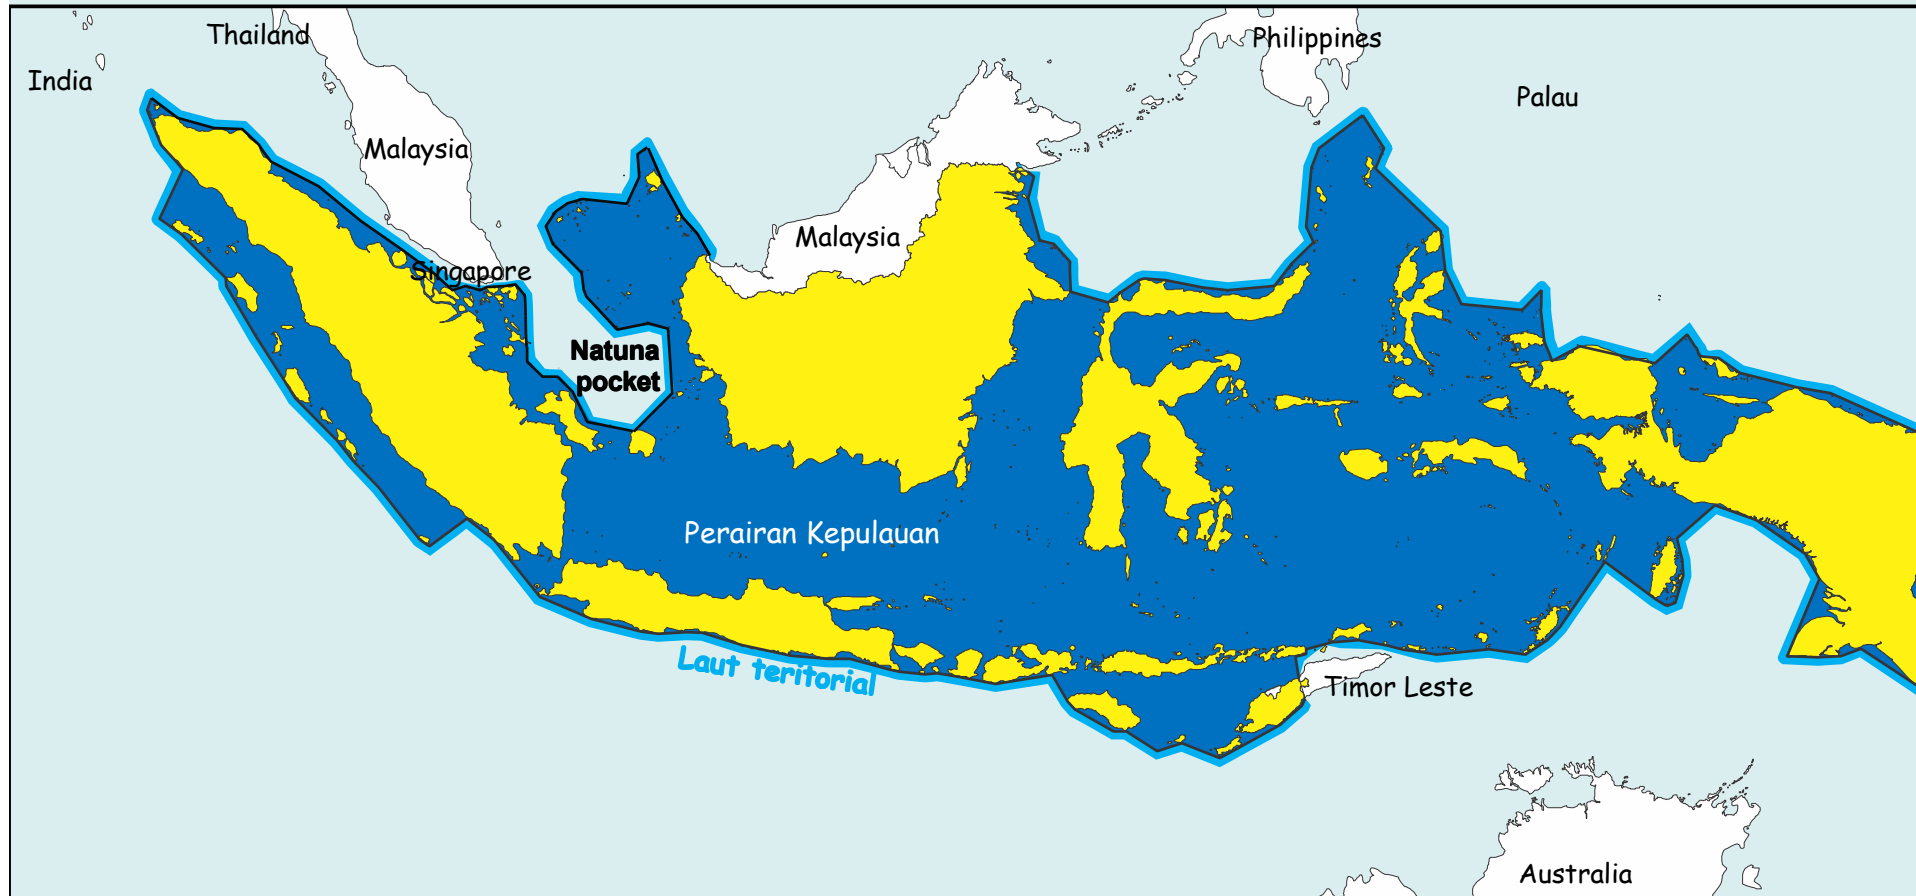 Thailand
Philippines
India
Palau
Malaysia
Malaysia
Singapore
Natuna
pocket
Perairan Kepulauan
Laut teritorial
Timor Leste
Australia